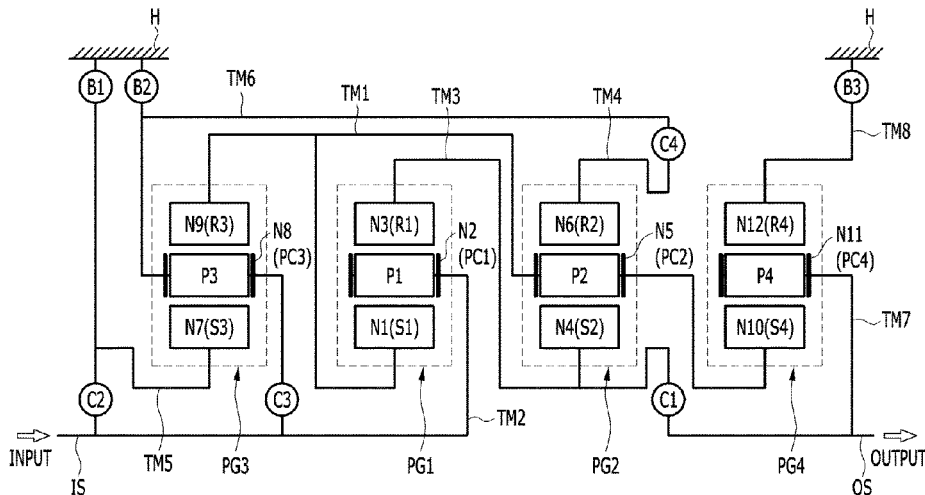 H
H
B1
B2
B3
TM6
TM1
TM3
TM4
C4
TM8
N9(R3)
N3(R1)
N6(R2)
N12(R4)
N8
(PC3)
N2
(PC1)
N5
(PC2)
N11
(PC4)
P3
P1
P2
P4
N7(S3)
N1(S1)
N4(S2)
N10(S4)
TM7
C2
C3
C1
TM2
INPUT
OUTPUT
IS
TM5
PG3
PG1
PG2
PG4
OS